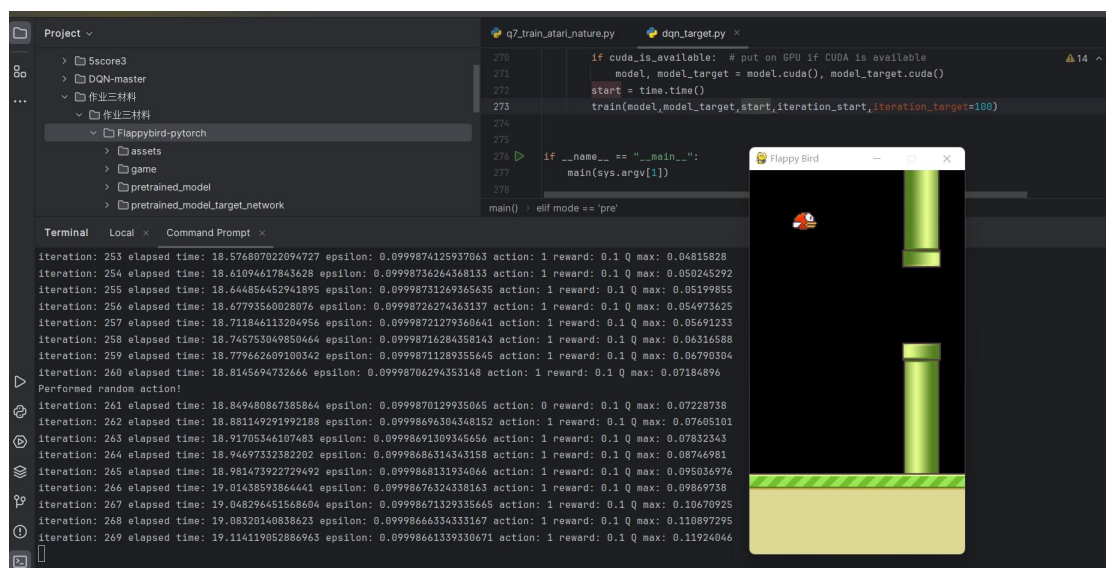 Project
q7_train_atari_nature.py
dqn_target.py
5score3
DQN-master
作业三材料
作业三材料
Flappybird-pytorch
assets
game
pretrained_model
pretrained_model_target_network
270 if cuda_is_available: # put on GPU if CUDA is available
271 model, model_target = model.cuda(), model_target.cuda()
272 start = time.time()
273 train(model,model_target,start,iteration_start,iteration_target=100)
274
275
276 if __name__ == "__main__":
277 main(sys.argv[1])
278
14
main() > elif mode == 'pre'
Flappy Bird
Terminal Local Command Prompt
iteration: 253 elapsed time: 18.576807022094727 epsilon: 0.0999874125937063 action: 1 reward: 0.1 Q max: 0.04815828
iteration: 254 elapsed time: 18.61094617843628 epsilon: 0.09998736264368133 action: 1 reward: 0.1 Q max: 0.050245292
iteration: 255 elapsed time: 18.644856452941895 epsilon: 0.09998731269365635 action: 1 reward: 0.1 Q max: 0.05199855
iteration: 256 elapsed time: 18.67793560028076 epsilon: 0.09998726274363137 action: 1 reward: 0.1 Q max: 0.054973625
iteration: 257 elapsed time: 18.711846113204956 epsilon: 0.09998721279360641 action: 1 reward: 0.1 Q max: 0.05691233
iteration: 258 elapsed time: 18.745753049850464 epsilon: 0.09998716284358143 action: 1 reward: 0.1 Q max: 0.06316588
iteration: 259 elapsed time: 18.779662609100342 epsilon: 0.09998711289355645 action: 1 reward: 0.1 Q max: 0.06790304
iteration: 260 elapsed time: 18.8145694732666 epsilon: 0.09998706294353148 action: 1 reward: 0.1 Q max: 0.07184896
Performed random action!
iteration: 261 elapsed time: 18.849480867385864 epsilon: 0.0999870129935065 action: 0 reward: 0.1 Q max: 0.07228738
iteration: 262 elapsed time: 18.881149291992188 epsilon: 0.09998696304348152 action: 1 reward: 0.1 Q max: 0.07605101
iteration: 263 elapsed time: 18.91705346107483 epsilon: 0.09998691309345656 action: 1 reward: 0.1 Q max: 0.07832343
iteration: 264 elapsed time: 18.94697332382202 epsilon: 0.09998686314343158 action: 1 reward: 0.1 Q max: 0.08746981
iteration: 265 elapsed time: 18.981473922729492 epsilon: 0.0999868131934066 action: 1 reward: 0.1 Q max: 0.095036976
iteration: 266 elapsed time: 19.01438593864441 epsilon: 0.09998676324338163 action: 1 reward: 0.1 Q max: 0.09869738
iteration: 267 elapsed time: 19.048296451568604 epsilon: 0.09998671329335665 action: 1 reward: 0.1 Q max: 0.10670925
iteration: 268 elapsed time: 19.08320140838623 epsilon: 0.09998666334333167 action: 1 reward: 0.1 Q max: 0.110897295
iteration: 269 elapsed time: 19.114119052886963 epsilon: 0.09998661339330671 action: 1 reward: 0.1 Q max: 0.11924046